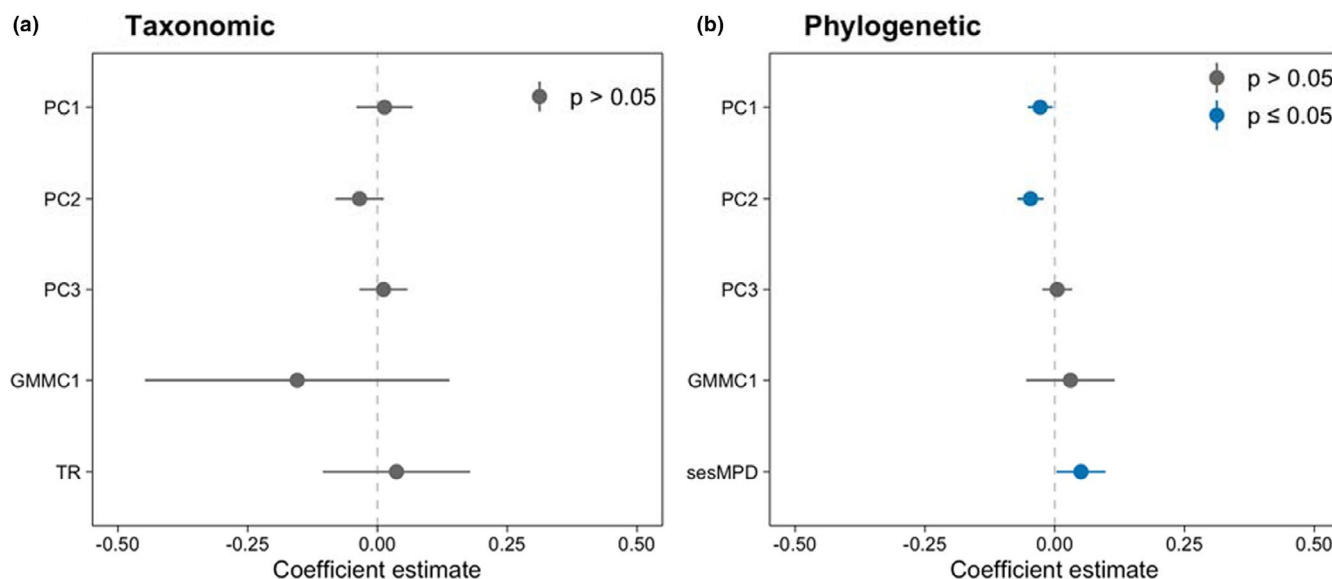 (a) Taxonomic
p > 0.05
PC1
PC2
PC3
GMMC1
TR
-0.50 -0.25 0.00 0.25 0.50
Coefficient estimate
(b) Phylogenetic
p > 0.05
p ≤ 0.05
PC1
PC2
PC3
GMMC1
sesMPD
-0.50 -0.25 0.00 0.25 0.50
Coefficient estimate